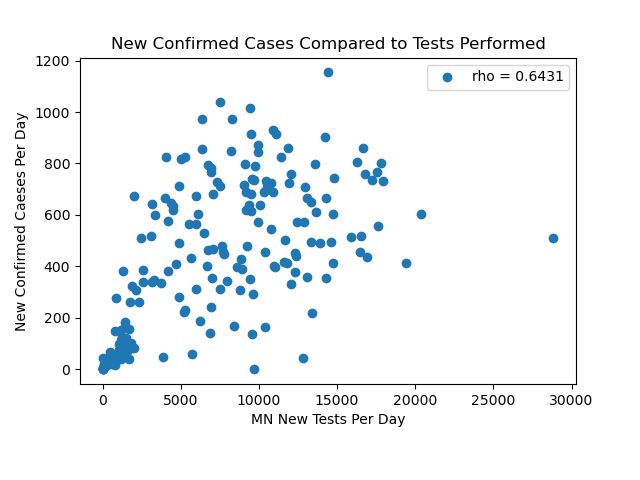 New Confirmed Cases Compared to Tests Performed
rho = 0.6431
New Confirmed Caeses Per Day
1200
1000
800
600
400
200
0
0 5000 10000 15000 20000 25000 30000
MN New Tests Per Day